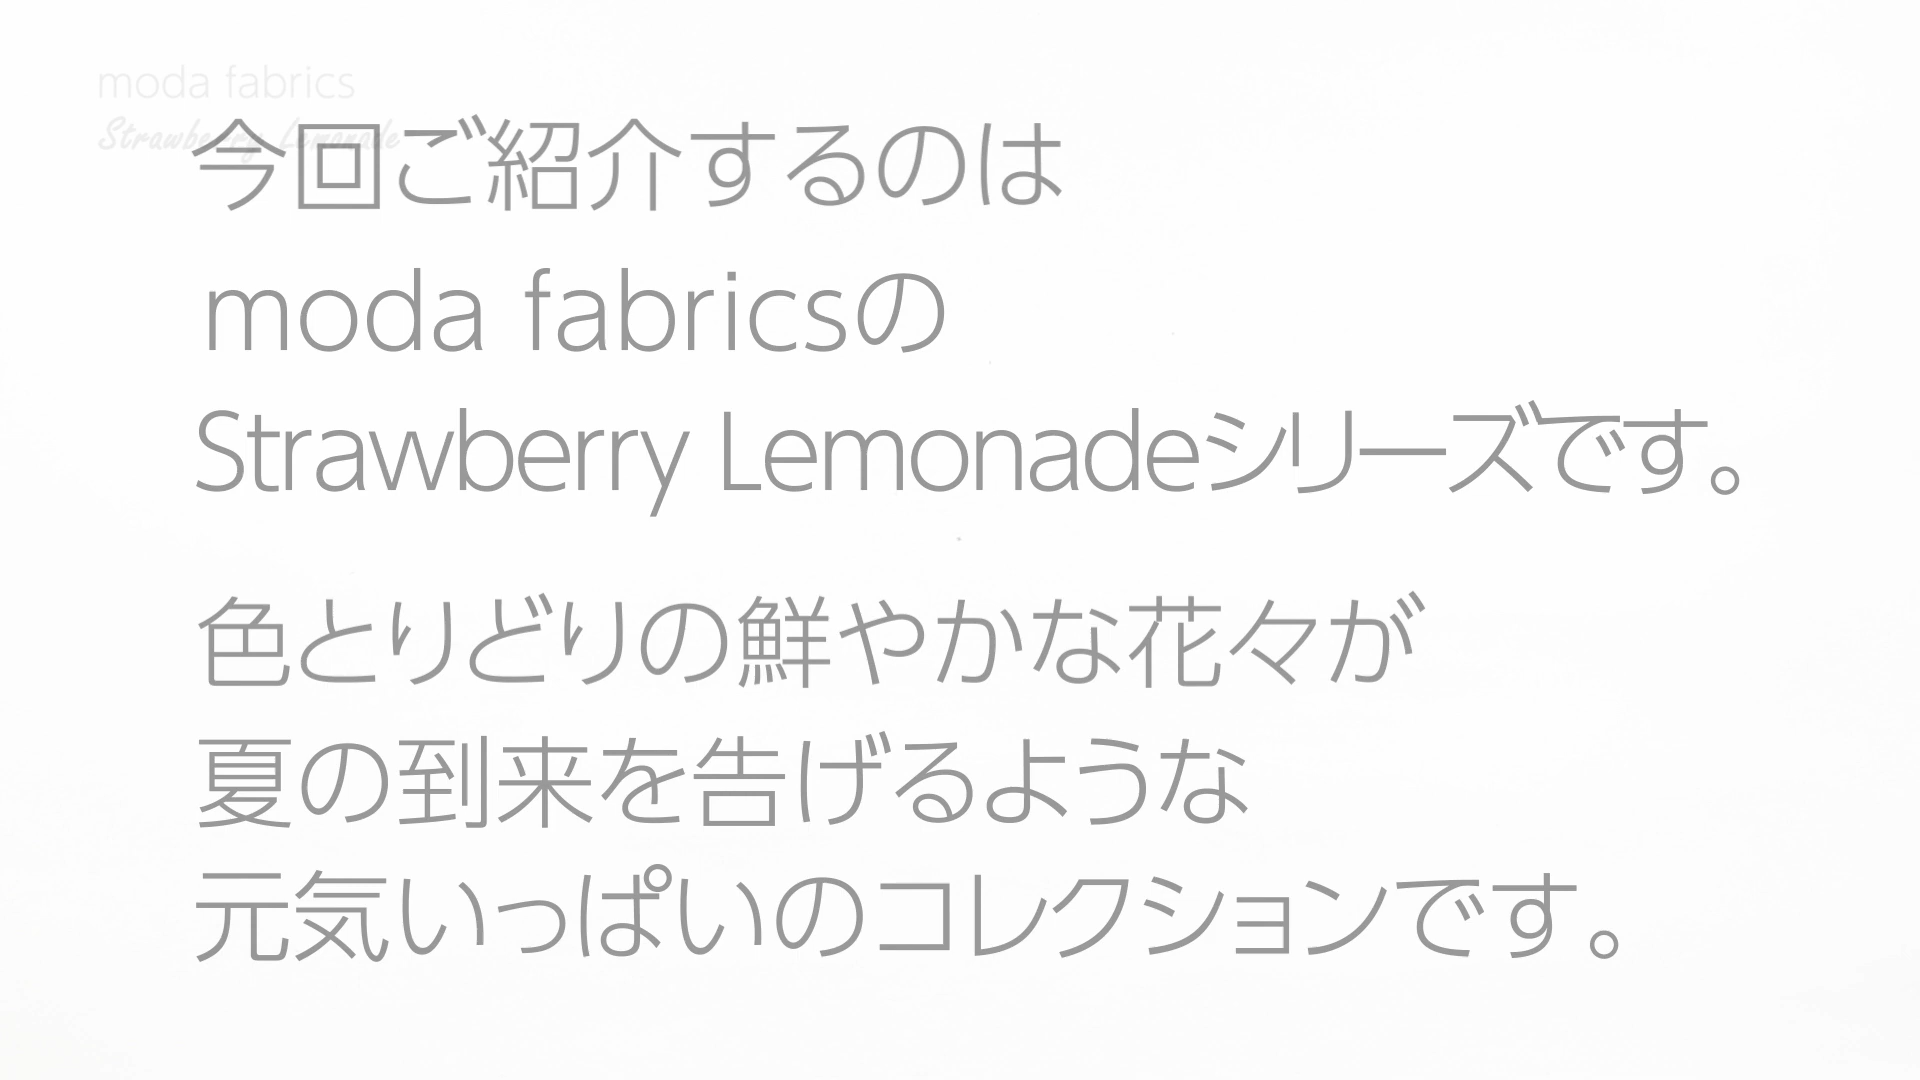 moda fabrics
Strawberry Lemonade
今回ご紹介するのは
moda fabricsの
Strawberry Lemonadeシリーズです。
色とりどりの鮮やかな花々が
夏の到来を告げるような
元気いっぱいのコレクションです。